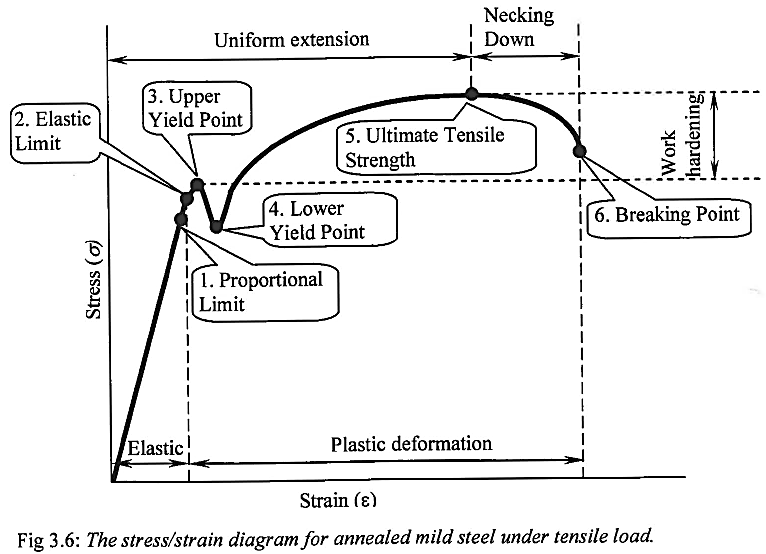 Uniform extension
Necking
Down
3. Upper
Yield Point
2. Elastic
Limit
5. Ultimate Tensile
Strength
Work
hardening
4. Lower
Yield Point
6. Breaking Point
1. Proportional
Limit
Stress (σ)
Elastic
Plastic deformation
Strain (ε)
Fig 3.6: The stress/strain diagram for annealed mild steel under tensile load.